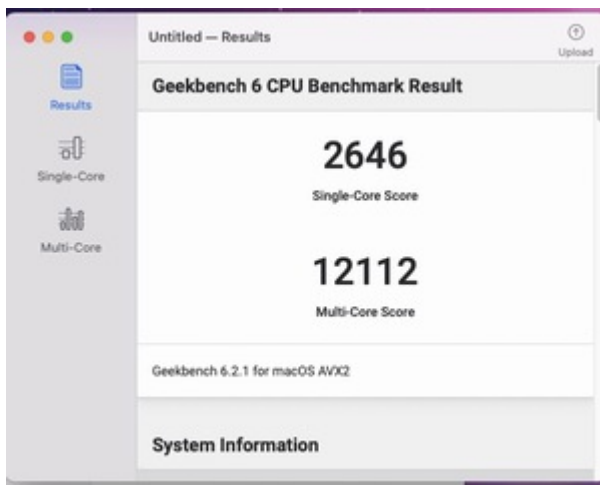 Untitled — Results
Upload
Results
Single-Core
Multi-Core
Geekbench 6 CPU Benchmark Result
2646
Single-Core Score
12112
Multi-Core Score
Geekbench 6.2.1 for macOS AVX2
System Information